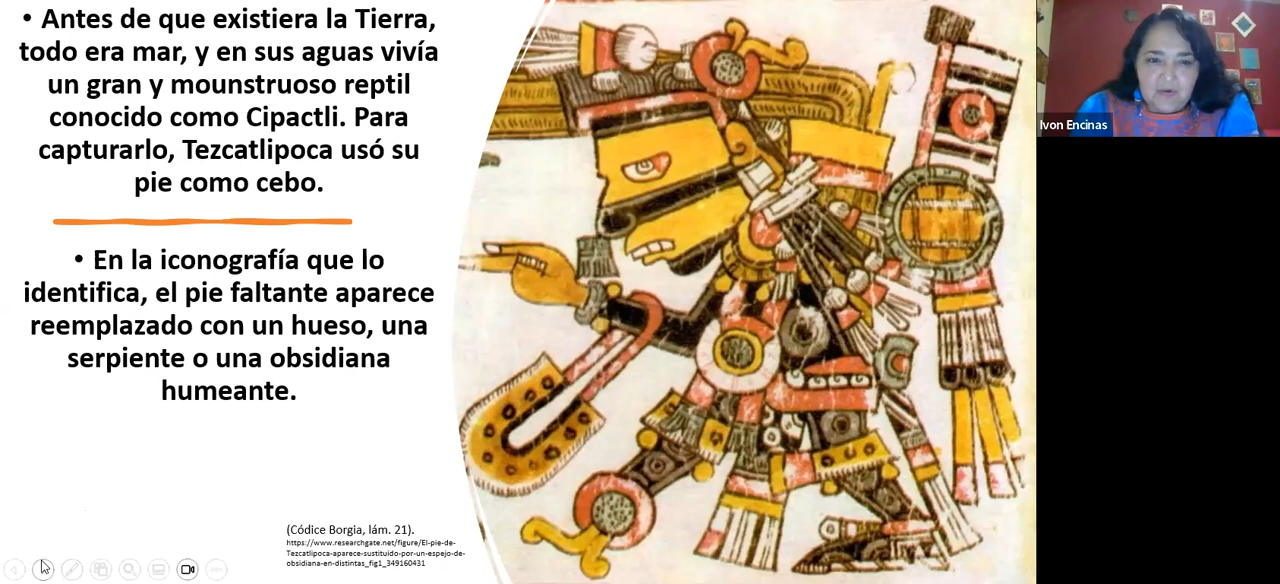 • Antes de que existiera la Tierra,
todo era mar, y en sus aguas vivía
un gran y mounstruoso reptil
conocido como Cipactli. Para
capturarlo, Tezcatlipoca usó su
pie como cebo.
• En la iconografía que lo
identifica, el pie faltante aparece
reemplazado con un hueso, una
serpiente o una obsidiana
humeante.
(Códice Borgia, lám. 21).
https://www.researchgate.net/figure/El-pie-de-
Tezcatlipoca-aparece-sustituido-por-un-espejo-de-
obsidiana-en-distintas_fig1_349160431
Ivon Encinas